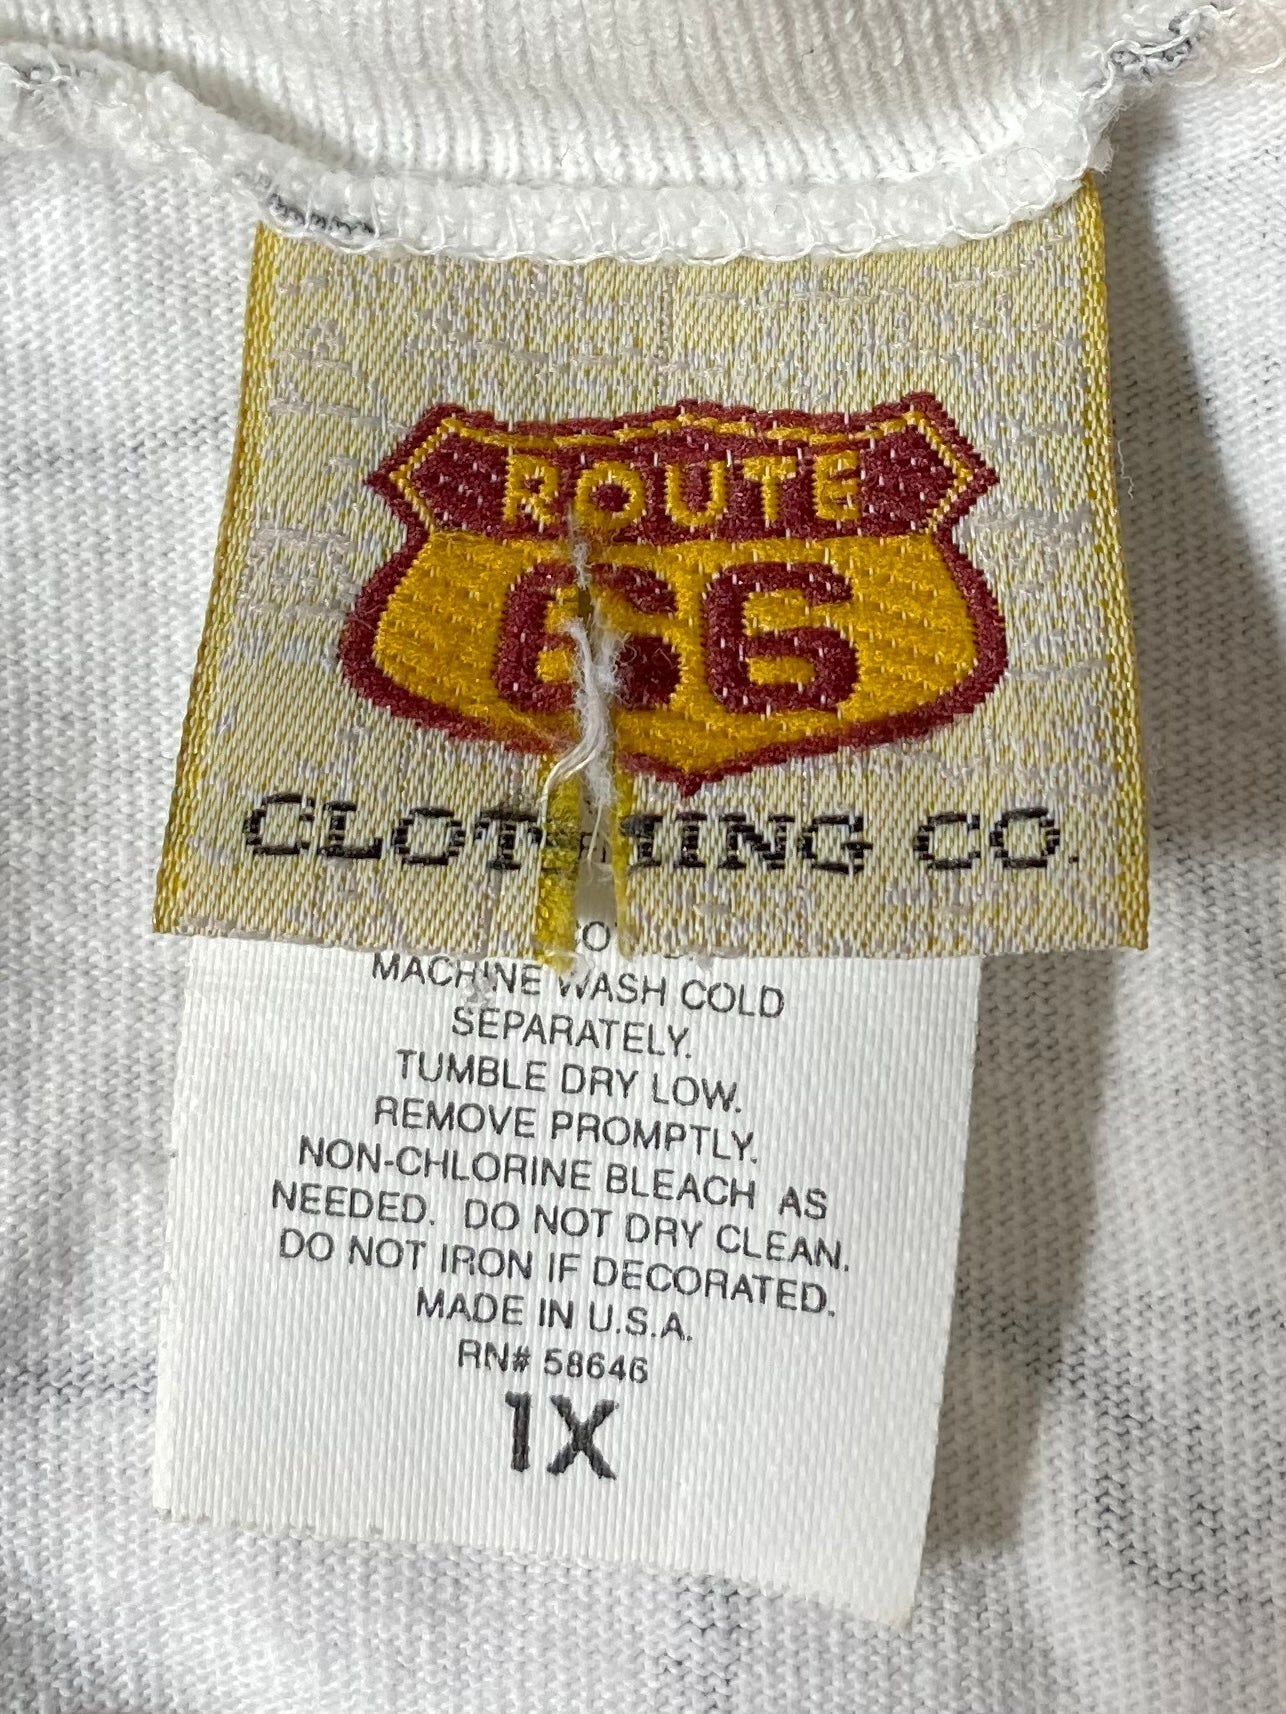 ROUTE
66
CLOTHING CO.
MACHINE WASH COLD
SEPARATELY.
TUMBLE DRY LOW.
REMOVE PROMPTLY.
NON-CHLORINE BLEACH AS
NEEDED. DO NOT DRY CLEAN.
DO NOT IRON IF DECORATED.
MADE IN U.S.A.
RN# 58646
1X